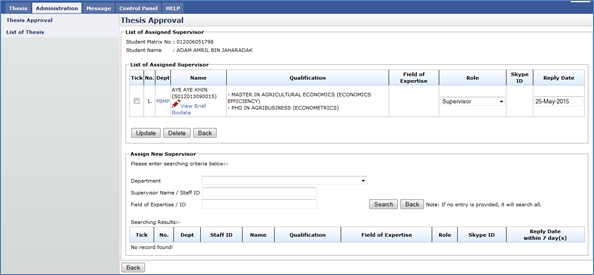 Thesis Administration Message Control Panel HELP
Thesis Approval
List of Thesis
Thesis Approval
List of Assigned Supervisor
Student Matrix No : 012006051798
Student Name : ADAM AMRIL BIN JAHARADAK
List of Assigned Supervisor
Tick No. Dept Name Qualification Field of Expertise Role Skype ID Reply Date
1. FBMP AYE AYE KHIN (S012013090015) View Brief Biodata - MASTER IN AGRICULTURAL ECONOMICS (ECONOMICS EFFICIENCY) - PHD IN AGRIBUSINESS (ECONOMETRICS) Supervisor 25-May-2015
Update Delete Back
Assign New Supervisor
Please enter searching criteria below:-
Department
Supervisor Name / Staff ID
Field of Expertise / ID Search Back Note: If no entry is provided, it will search all.
Searching Results:-
Tick No. Dept Staff ID Name Qualification Field of Expertise Role Skype ID Reply Date within 7 day(s)
No record found!
Back